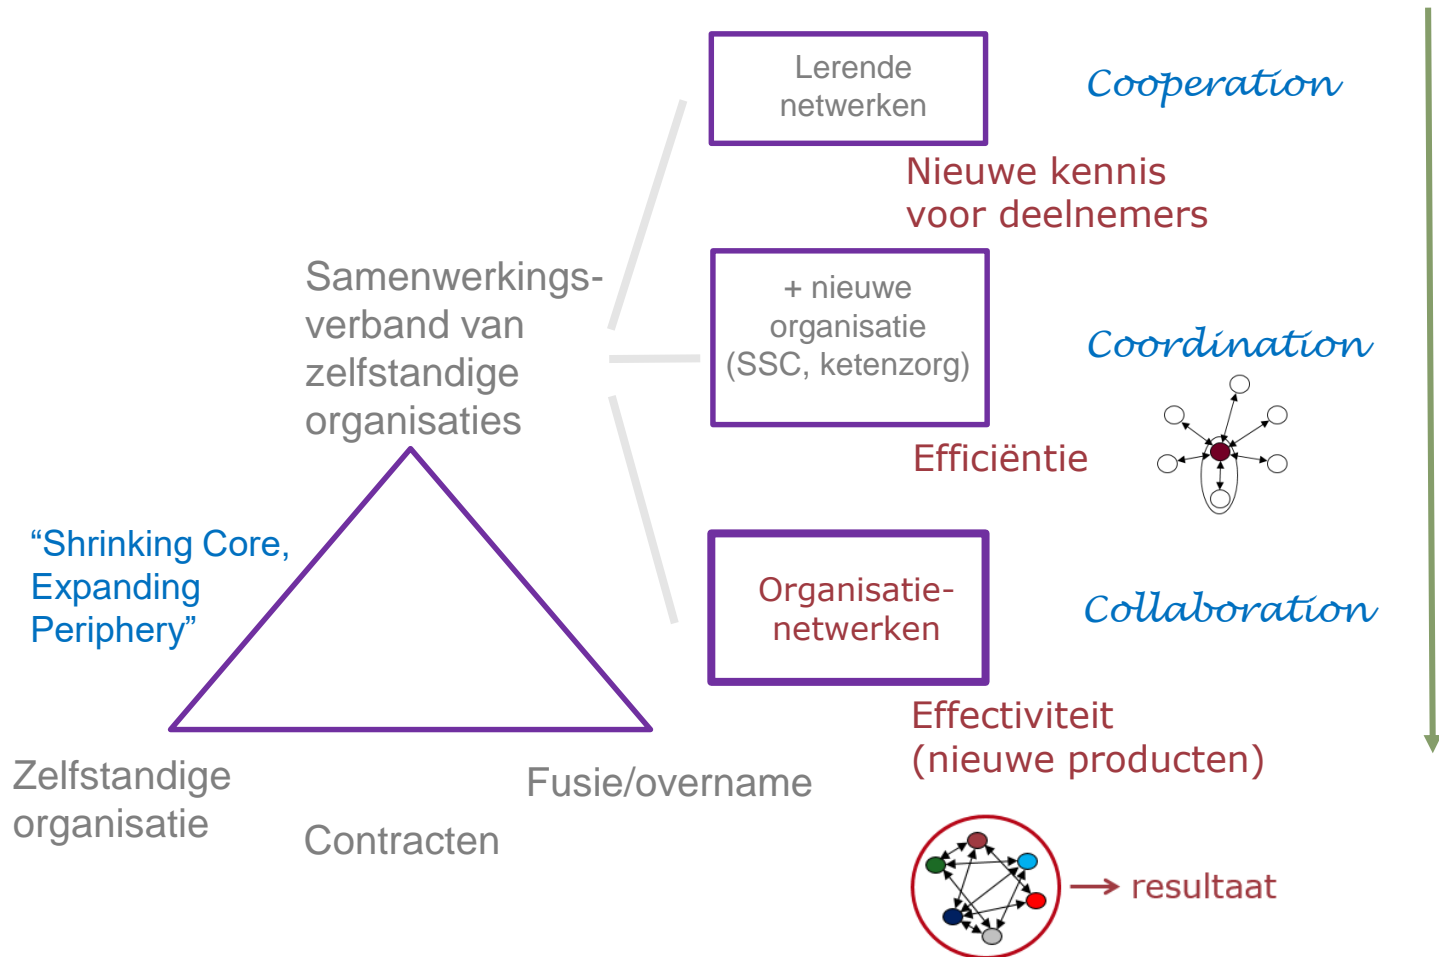 Lerende
netwerken
Cooperation
Nieuwe kennis
voor deelnemers
Samenwerkings-
verband van
zelfstandige
organisaties
+ nieuwe
organisatie
(SSC, ketenzorg)
Coordination
Efficiëntie
“Shrinking Core,
Expanding
Periphery”
Organisatie-
netwerken
Collaboration
Effectiviteit
(nieuwe producten)
Zelfstandige
organisatie
Contracten
Fusie/overname
resultaat